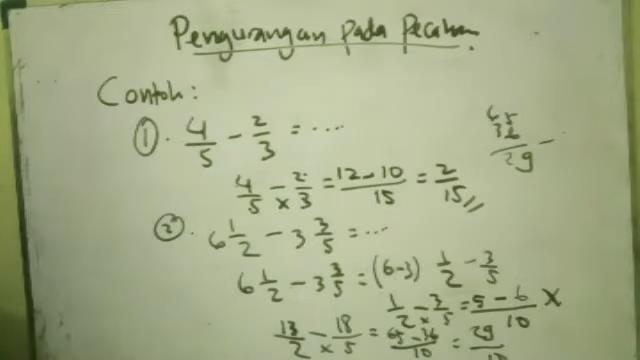 Pengurangan pada Pecahan.
Contoh:
① . 4/5 - 2/3 = ....
65
36
29 -
4/5 - 2/3 = 12-10/15 = 2/15 //
② . 6 1/2 - 3 3/5 = ...
6 1/2 - 3 3/5 = (6-3) 1/2 - 3/5
1/2 - 3/5 = 5-6/10 X
13/2 - 18/5 = 65-36/10 = 29/10